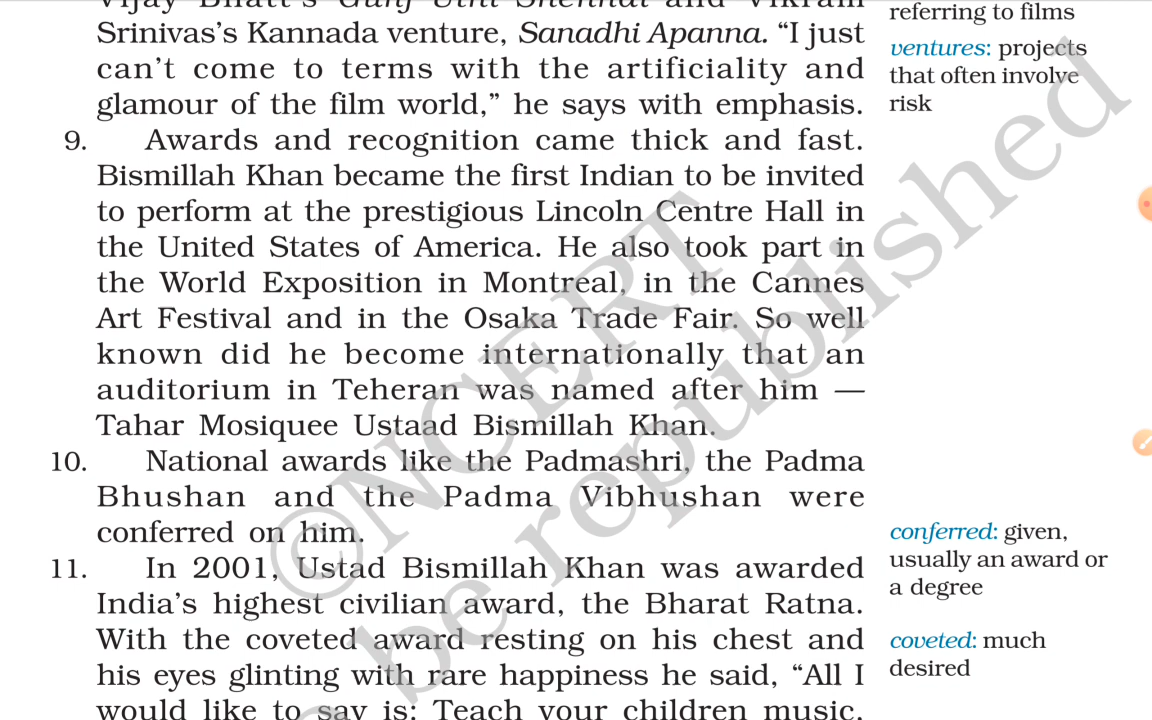 Vijay Bhatt's Gunj Uthi Shehnai and Vikram
Srinivas's Kannada venture, Sanadhi Apanna. “I just
can't come to terms with the artificiality and
glamour of the film world,” he says with emphasis.
9. Awards and recognition came thick and fast.
Bismillah Khan became the first Indian to be invited
to perform at the prestigious Lincoln Centre Hall in
the United States of America. He also took part in
the World Exposition in Montreal, in the Cannes
Art Festival and in the Osaka Trade Fair. So well
known did he become internationally that an
auditorium in Teheran was named after him —
Tahar Mosiquee Ustaad Bismillah Khan.
10. National awards like the Padmashri, the Padma
Bhushan and the Padma Vibhushan were
conferred on him.
11. In 2001, Ustad Bismillah Khan was awarded
India's highest civilian award, the Bharat Ratna.
With the coveted award resting on his chest and
his eyes glinting with rare happiness he said, “All I
would like to say is: Teach your children music,
referring to films
ventures: projects
that often involve
risk
conferred: given,
usually an award or
a degree
coveted: much
desired
©NCERT
be republished